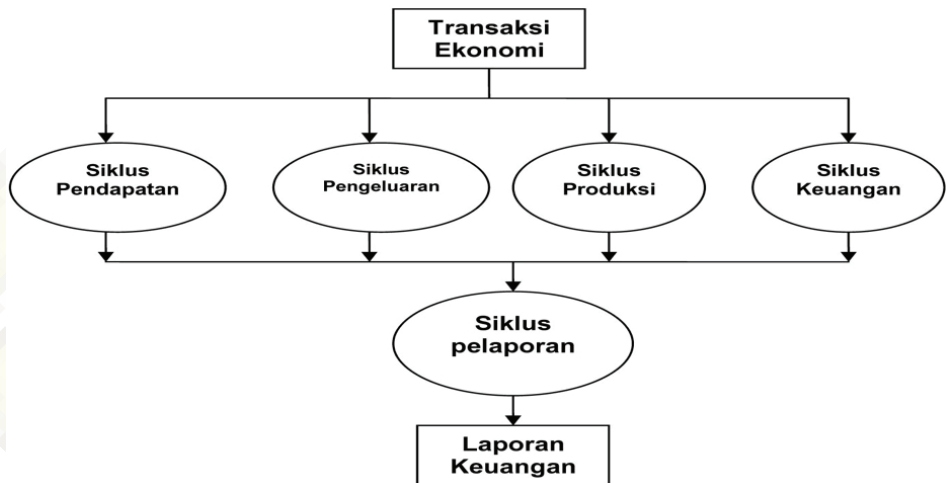 Transaksi
Ekonomi
Siklus
Pendapatan
Siklus
Pengeluaran
Siklus
Produksi
Siklus
Keuangan
Siklus
pelaporan
Laporan
Keuangan